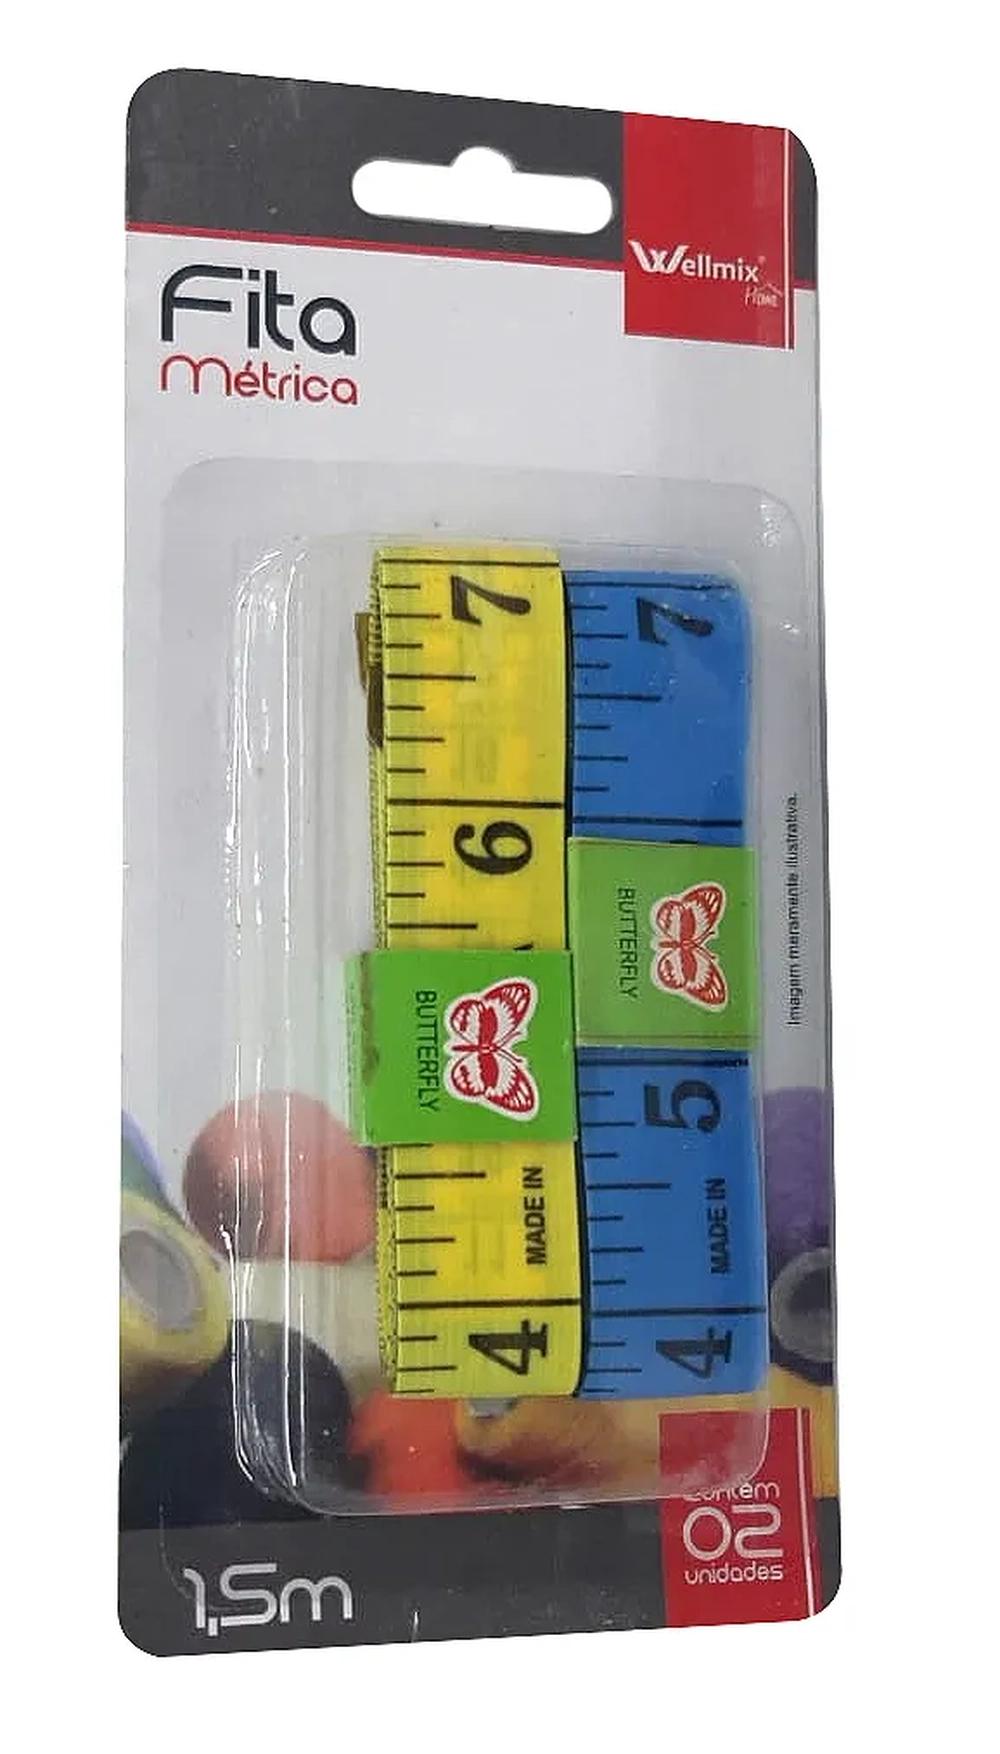 Wellmix®
Home
Fita
Métrica
7
7
6
BUTTERFLY
BUTTERFLY
5
MADE IN
MADE IN
4
4
Imagem meramente ilustrativa.
Contém
02
unidades
1,5m